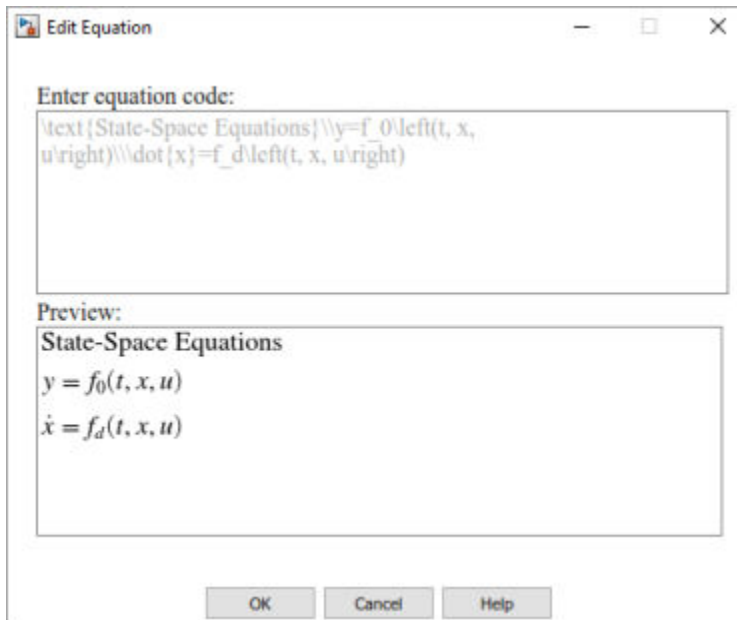 Edit Equation
Enter equation code:
\text{State-Space Equations}\\y=f_0\left(t, x,
u\right)\\\dot{x}=f_d\left(t, x, u\right)
Preview:
State-Space Equations
y = f₀(t, x, u)
ẋ = f_d(t, x, u)
OK Cancel Help